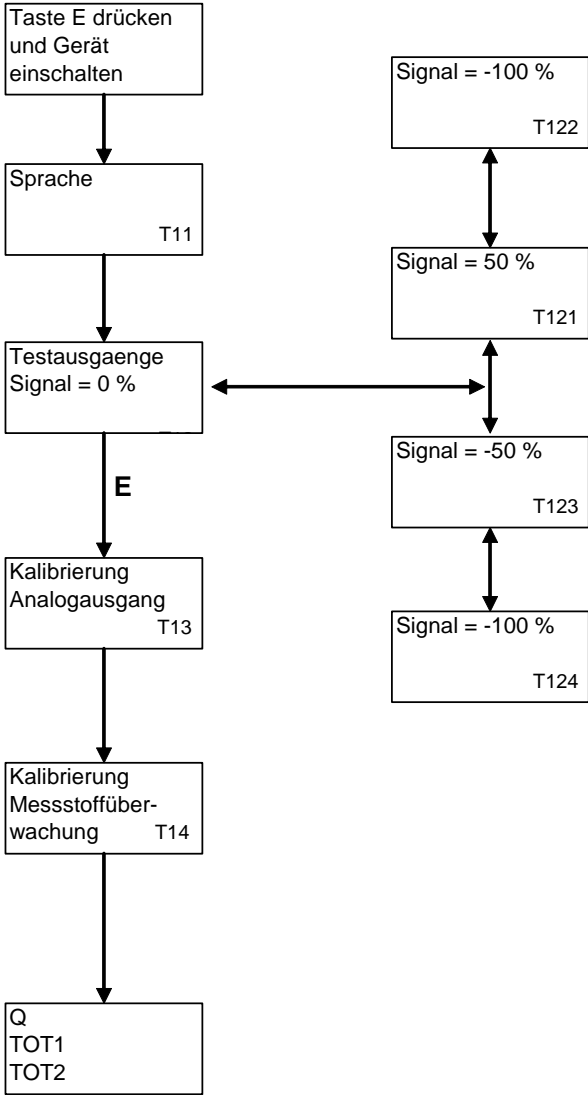 Taste E drücken
und Gerät
einschalten
Sprache
T11
Testausgaenge
Signal = 0 %
E
Kalibrierung
Analogausgang
T13
Kalibrierung
Messstoffüber-
wachung T14
Q
TOT1
TOT2
Signal = -100 %
T122
Signal = 50 %
T121
Signal = -50 %
T123
Signal = -100 %
T124